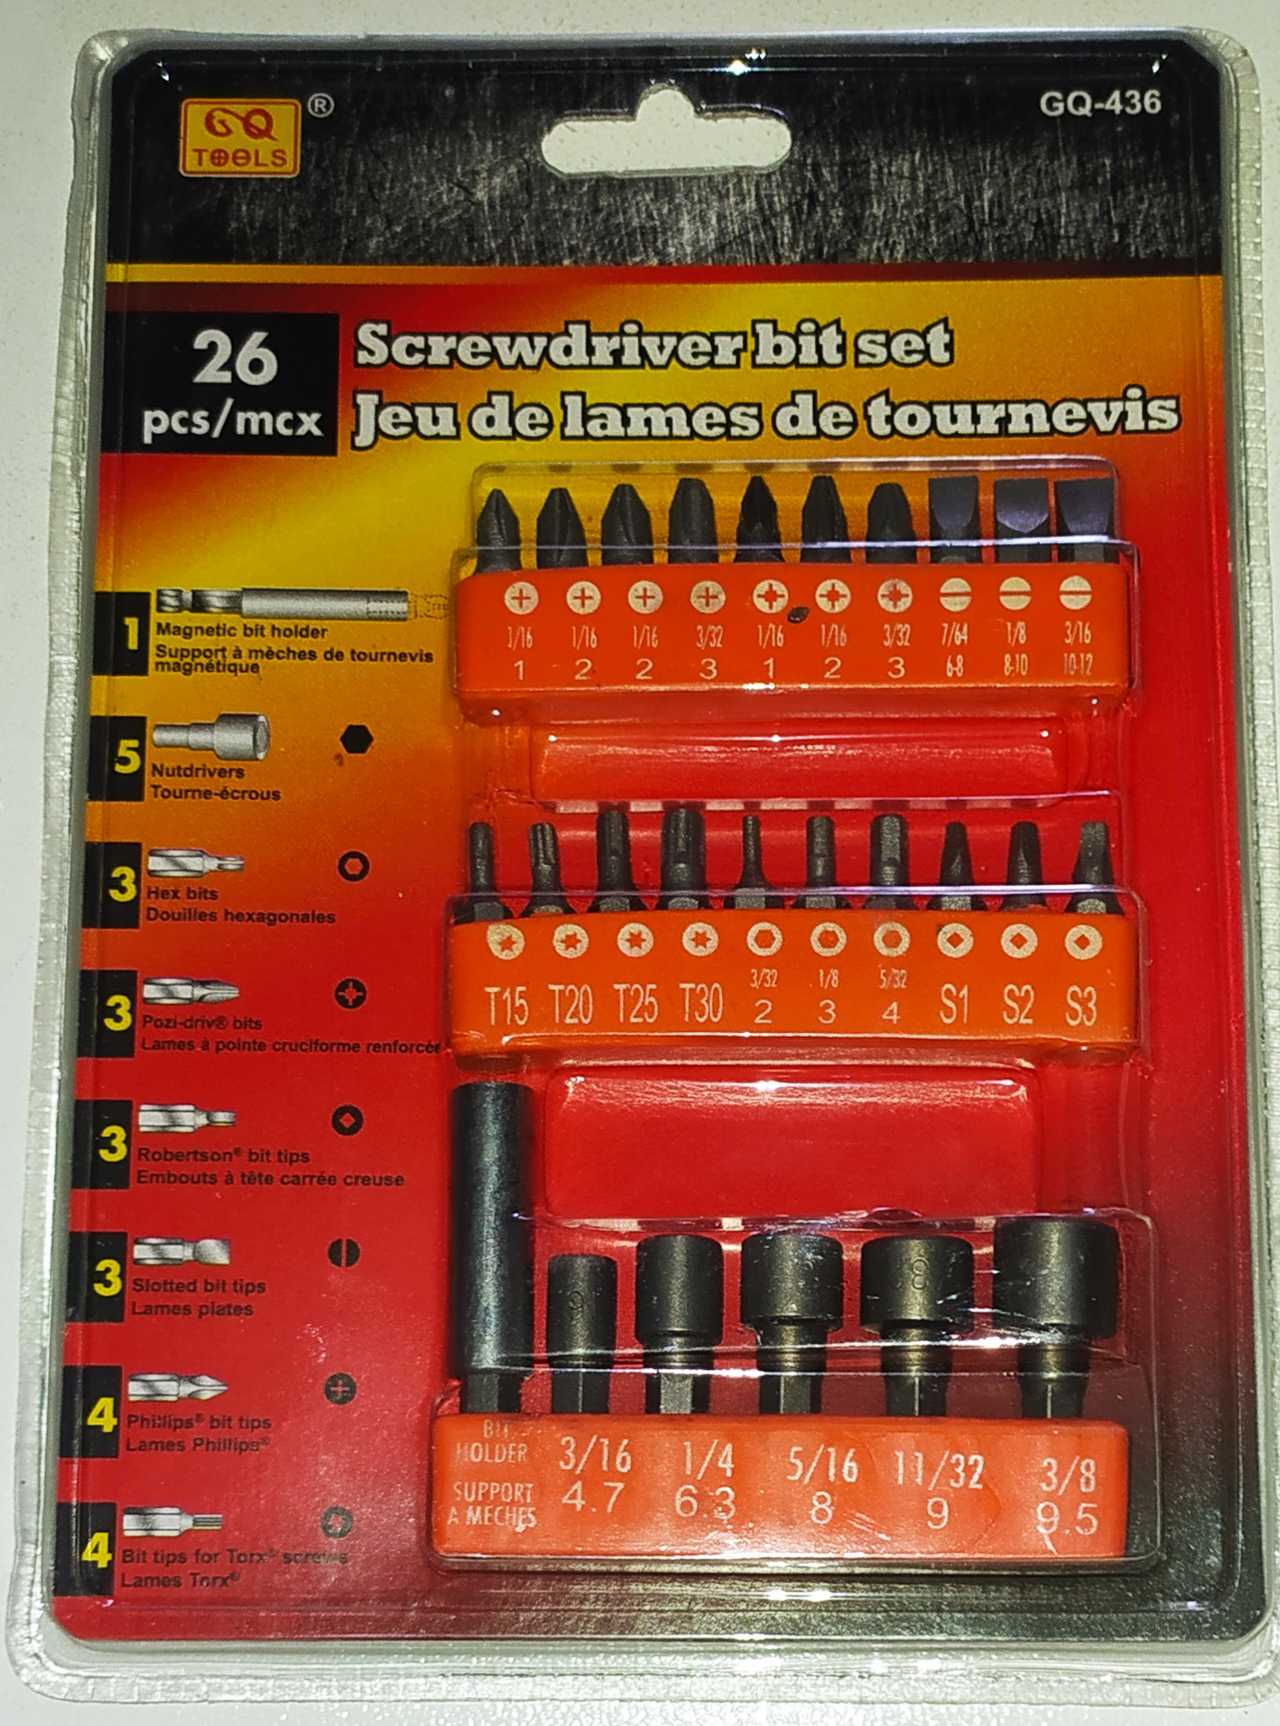 GQ
TOOLS
®
GQ-436
26
pcs/mcx
Screwdriver bit set
Jeu de lames de tournevis
1
Magnetic bit holder
Support à mèches de tournevis
magnétique
5
Nutdrivers
Tourne-écrous
3
Hex bits
Douilles hexagonales
3
Pozi-driv® bits
Lames à pointe cruciforme renforcée
3
Robertson® bit tips
Embouts à tête carrée creuse
3
Slotted bit tips
Lames plates
4
Phillips® bit tips
Lames Phillips®
4
Bit tips for Torx® screws
Lames Torx®
1/16 1/16 1/16 3/32 1/16 1/16 3/32 7/64 1/8 3/16
1 2 2 3 1 2 3 6-8 8-10 10-12
3/32 1/8 5/32
T15 T20 T25 T30 2 3 4 S1 S2 S3
8
BIT
HOLDER
SUPPORT
A MECHES
3/16 1/4 5/16 11/32 3/8
4.7 6.3 8 9 9.5